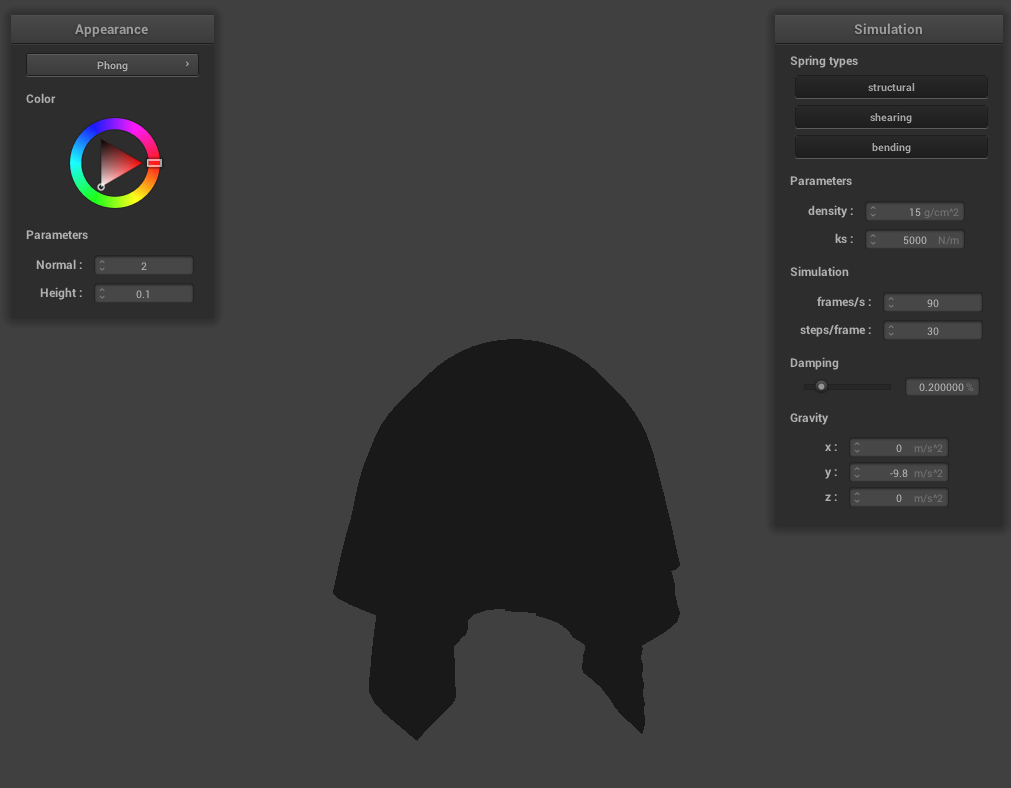 Appearance
Phong
Color
Parameters
Normal : 2
Height : 0.1
Simulation
Spring types
structural
shearing
bending
Parameters
density : 15 g/cm^2
ks : 5000 N/m
Simulation
frames/s : 90
steps/frame : 30
Damping
0.200000 %
Gravity
x : 0 m/s^2
y : -9.8 m/s^2
z : 0 m/s^2